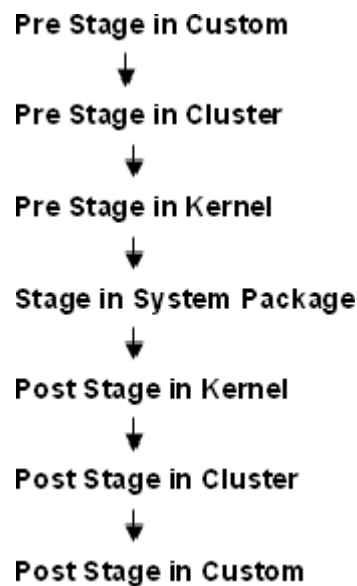 Pre Stage in Custom
Pre Stage in Cluster
Pre Stage in Kernel
Stage in System Package
Post Stage in Kernel
Post Stage in Cluster
Post Stage in Custom